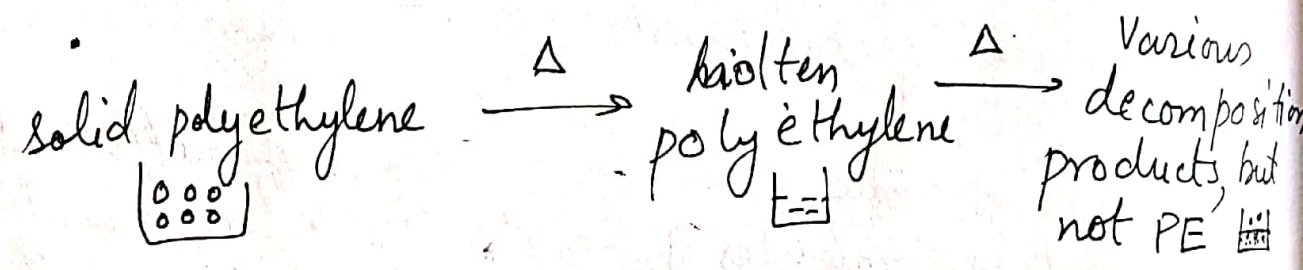 solid polyethylene
Δ
molten
polyethylene
Δ
Various
decomposition
products, but
not PE